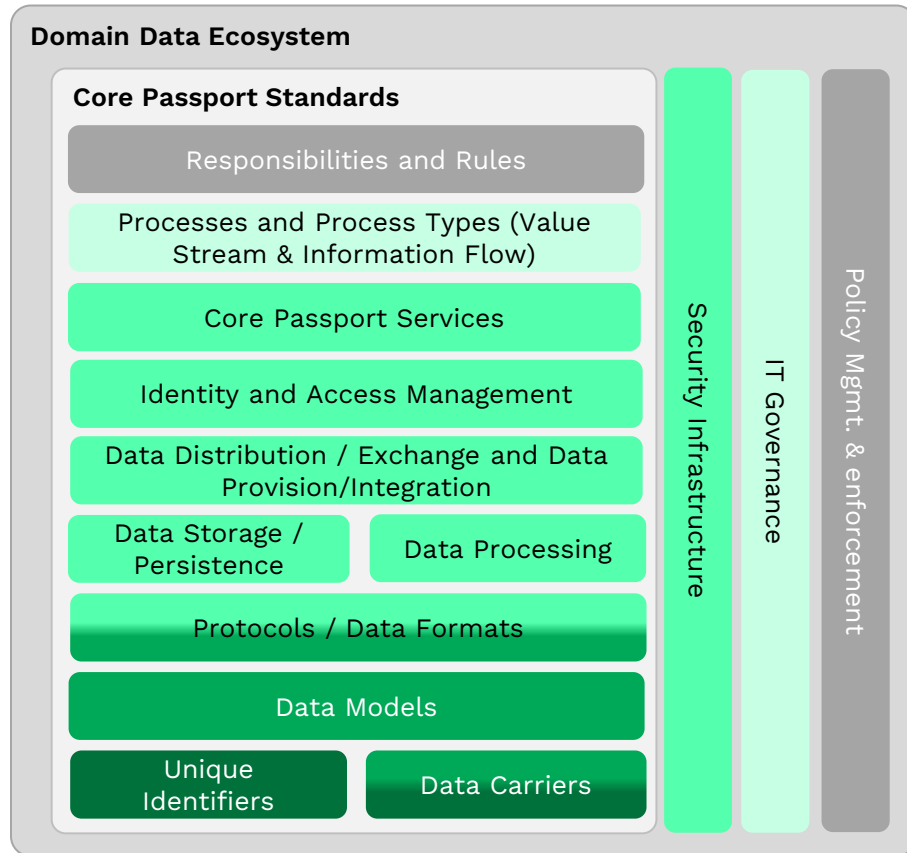 Domain Data Ecosystem
Core Passport Standards
Responsibilities and Rules
Processes and Process Types (Value
Stream & Information Flow)
Core Passport Services
Identity and Access Management
Data Distribution / Exchange and Data
Provision/Integration
Data Storage /
Persistence
Data Processing
Protocols / Data Formats
Data Models
Unique
Identifiers
Data Carriers
Security Infrastructure
IT Governance
Policy Mgmt. & enforcement